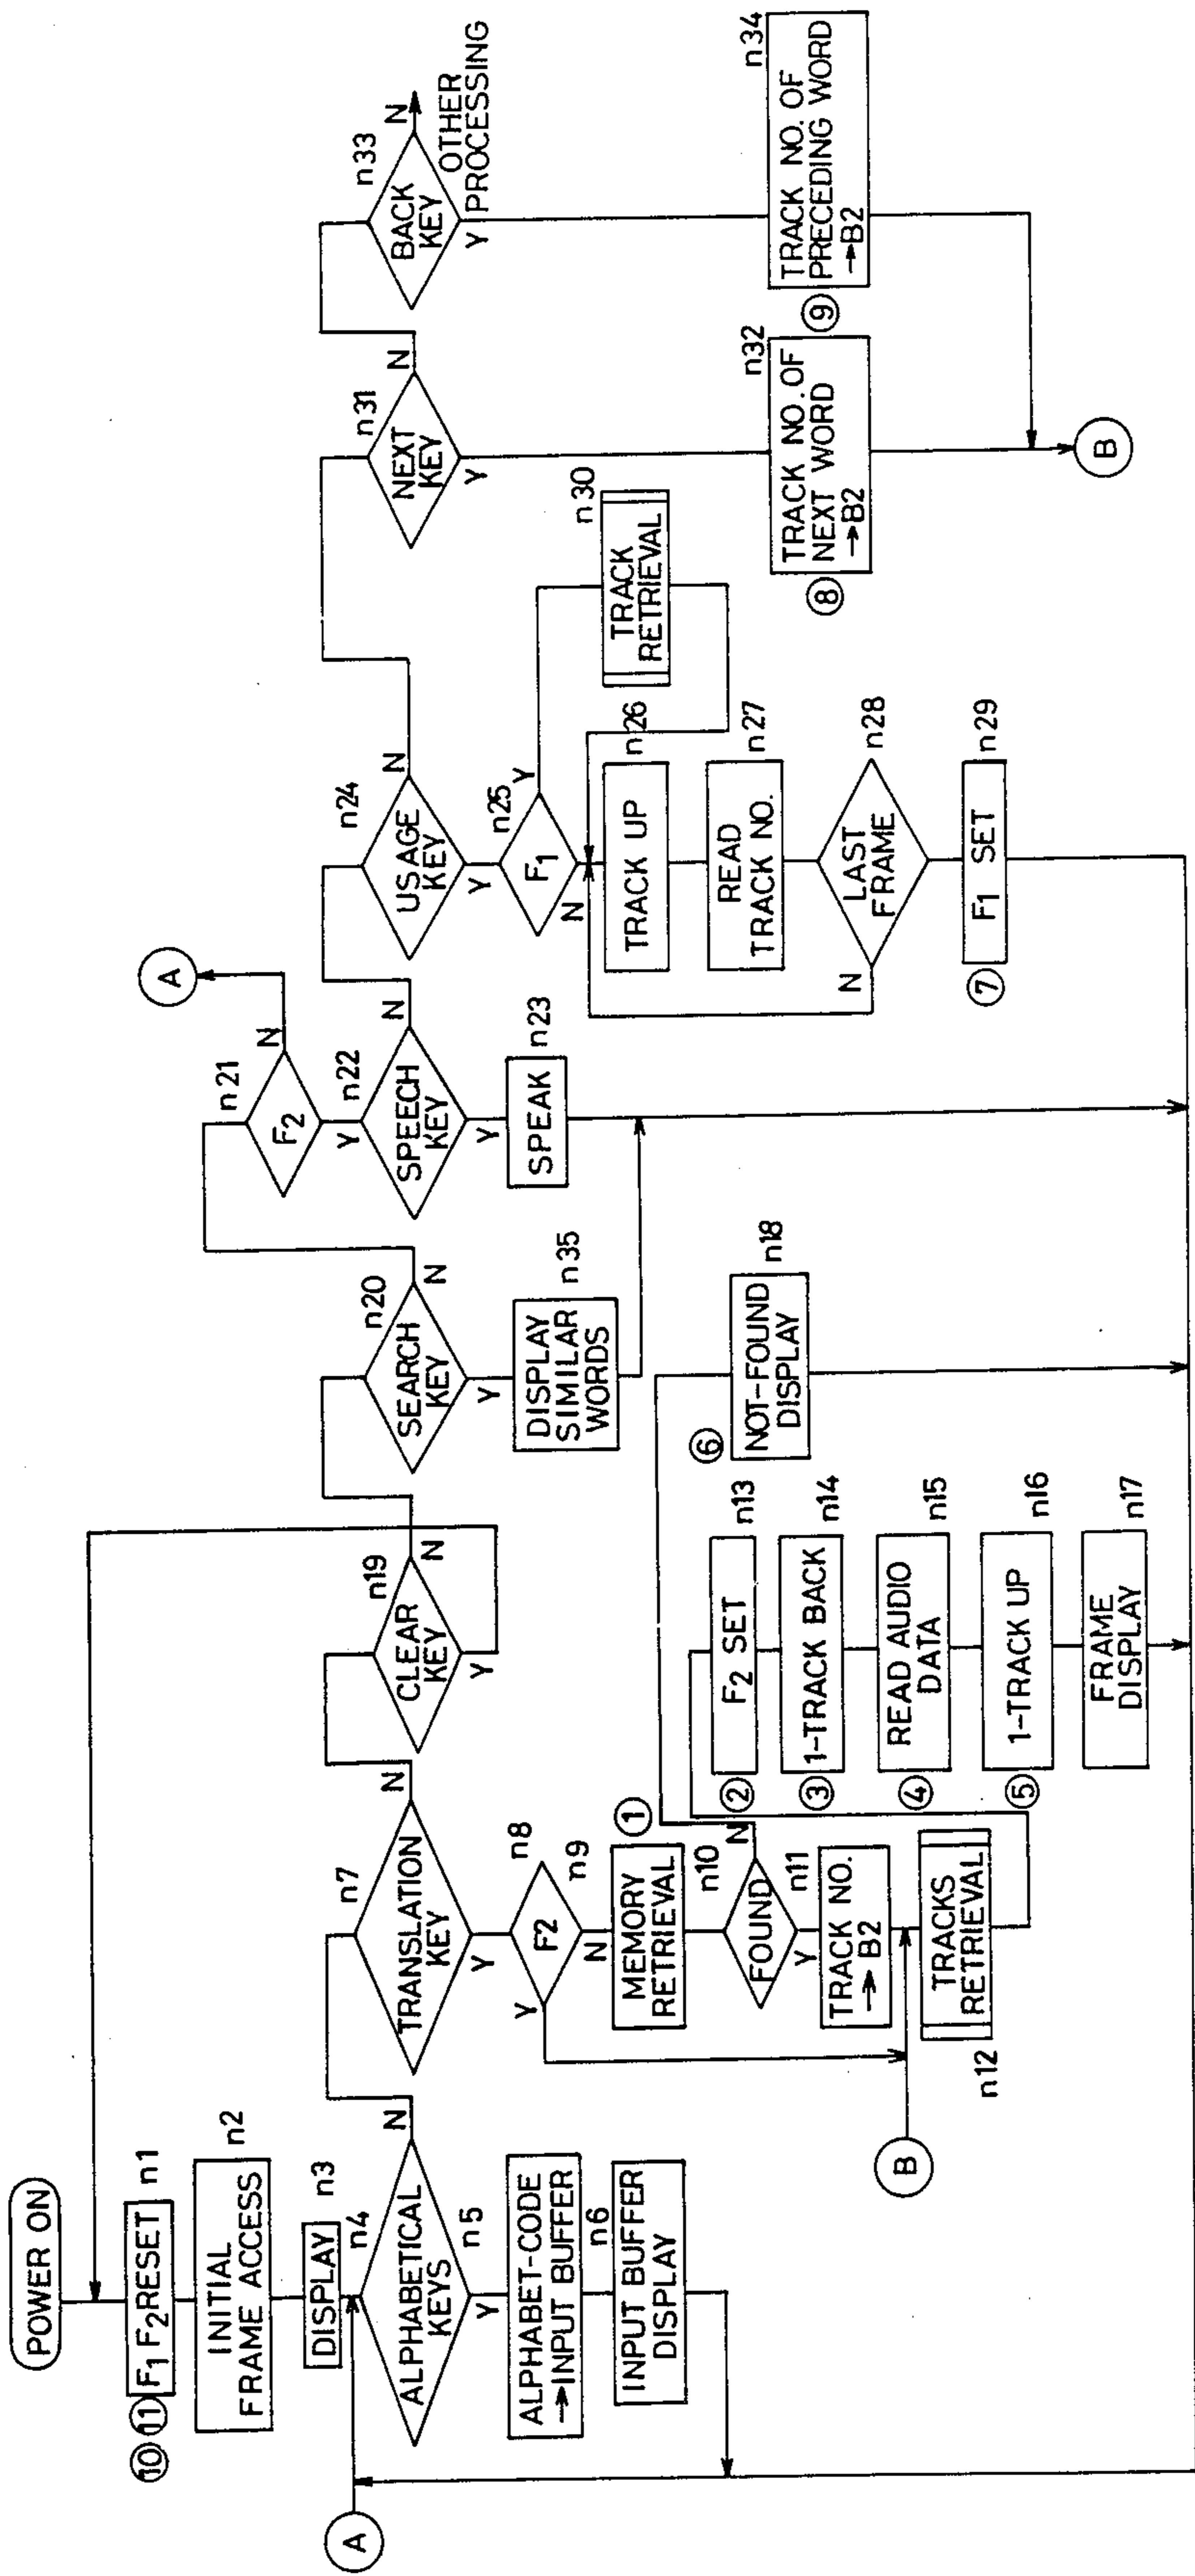 POWER ON
⑩ ⑪ F1 F2 RESET n1
INITIAL
FRAME ACCESS
n2
DISPLAY
n3
A
n4
ALPHABETICAL
KEYS
N
Y
n5
ALPHABET-CODE
→INPUT BUFFER
n6
INPUT BUFFER
DISPLAY
n7
TRANSLATION
KEY
N
Y
n8
F2
n9
Y
N
MEMORY
RETRIEVAL
①
n10
FOUND
N
Y
n11
TRACK NO.
→ B2
B
TRACKS
RETRIEVAL
n12
② F2 SET n13
③ 1-TRACK BACK n14
④ READ AUDIO
DATA
n15
⑤ 1-TRACK UP n16
FRAME
DISPLAY
n17
⑥ NOT-FOUND
DISPLAY
n18
n19
CLEAR
KEY
N
Y
n20
SEARCH
KEY
N
Y
DISPLAY
SIMILAR
WORDS
n35
n21
F2
N
A
Y
n22
SPEECH
KEY
N
Y
n23
SPEAK
n24
USAGE
KEY
N
Y
n25
F1
Y
N
n26
TRACK UP
n27
READ
TRACK NO.
n28
LAST
FRAME
N
⑦ F1 SET n29
n30
TRACK
RETRIEVAL
n31
NEXT
KEY
N
Y
n32
⑧ TRACK NO. OF
NEXT WORD
→B2
n33
BACK
KEY
N
OTHER
PROCESSING
Y
n34
⑨ TRACK NO. OF
PRECEDING WORD
→B2
B